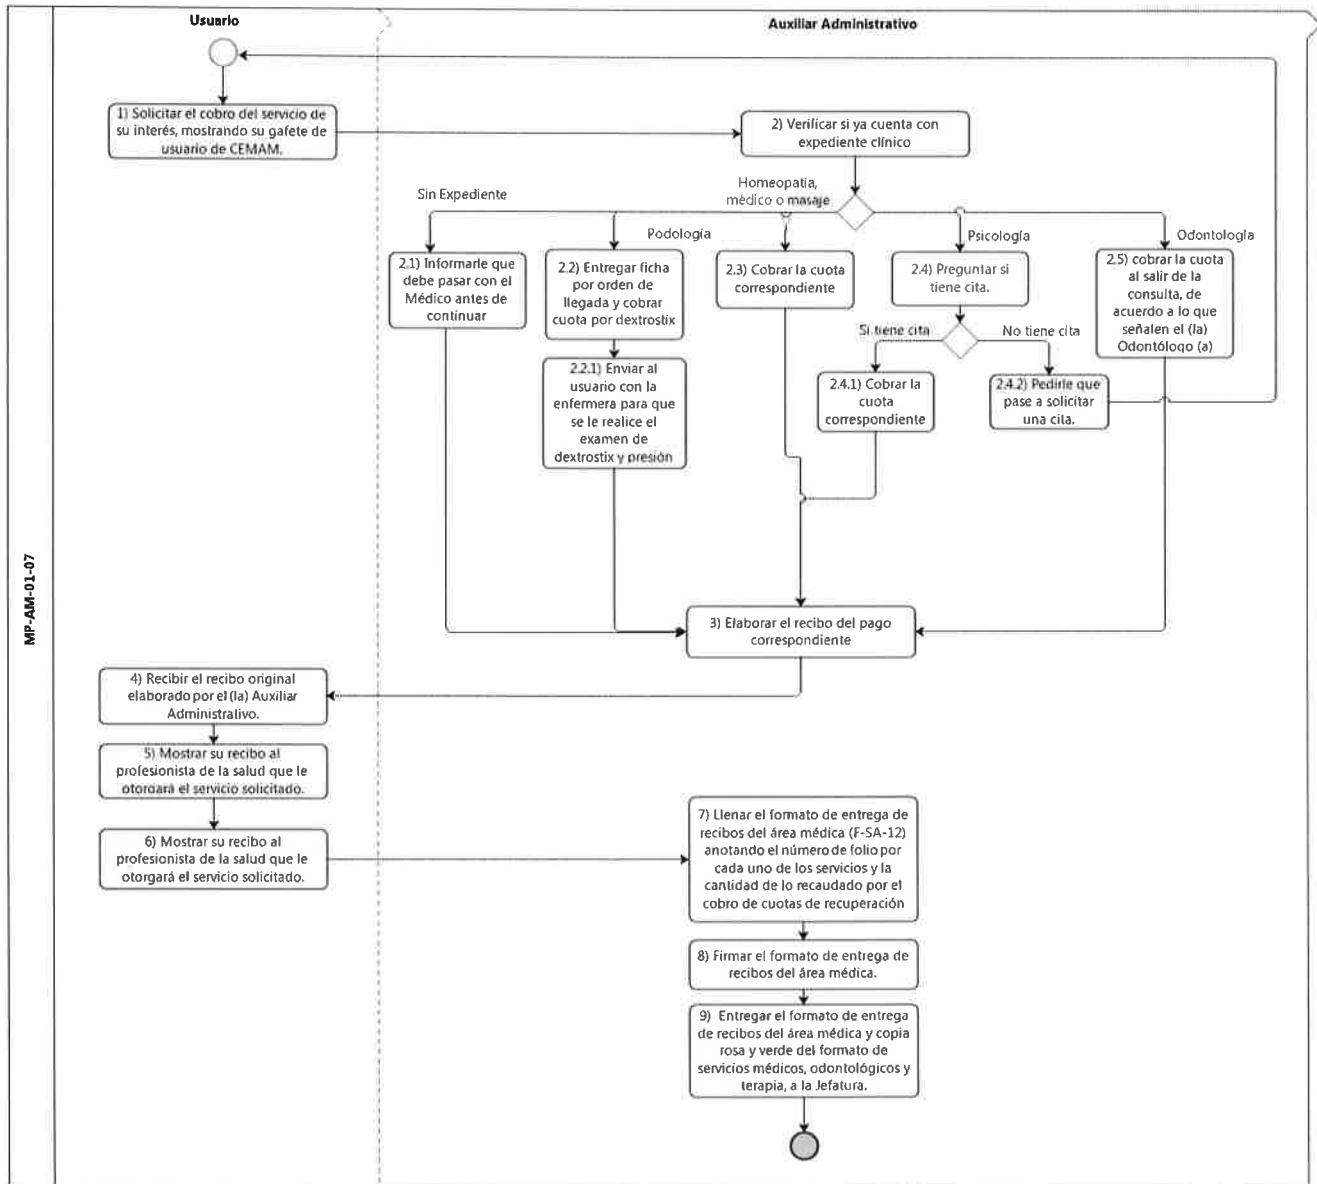 Usuario
Auxiliar Administrativo
MP-AM-01-07
1) Solicitar el cobro del servicio de
su interés, mostrando su gafete de
usuario de CEMAM.
2) Verificar si ya cuenta con
expediente clínico
Sin Expediente
Podología
Homeopatía,
médico o masaje
Psicología
Odontología
2.1) Informarle que
debe pasar con el
Médico antes de
continuar
2.2) Entregar ficha
por orden de
llegada y cobrar
cuota por dextrostix
2.3) Cobrar la cuota
correspondiente
2.4) Preguntar si
tiene cita.
2.5) cobrar la cuota
al salir de la
consulta, de
acuerdo a lo que
señalen el (la)
Odontólogo (a)
Si tiene cita
No tiene cita
2.2.1) Enviar al
usuario con la
enfermera para que
se le realice el
examen de
dextrostix y presión
2.4.1) Cobrar la
cuota
correspondiente
2.4.2) Pedirle que
pase a solicitar
una cita.
3) Elaborar el recibo del pago
correspondiente
4) Recibir el recibo original
elaborado por el (la) Auxiliar
Administrativo.
5) Mostrar su recibo al
profesionista de la salud que le
otorgará el servicio solicitado.
6) Mostrar su recibo al
profesionista de la salud que le
otorgará el servicio solicitado.
7) Llenar el formato de entrega de
recibos del área médica (F-SA-12)
anotando el número de folio por
cada uno de los servicios y la
cantidad de lo recaudado por el
cobro de cuotas de recuperación
8) Firmar el formato de entrega de
recibos del área médica.
9) Entregar el formato de entrega
de recibos del área médica y copia
rosa y verde del formato de
servicios médicos, odontológicos y
terapia, a la Jefatura.